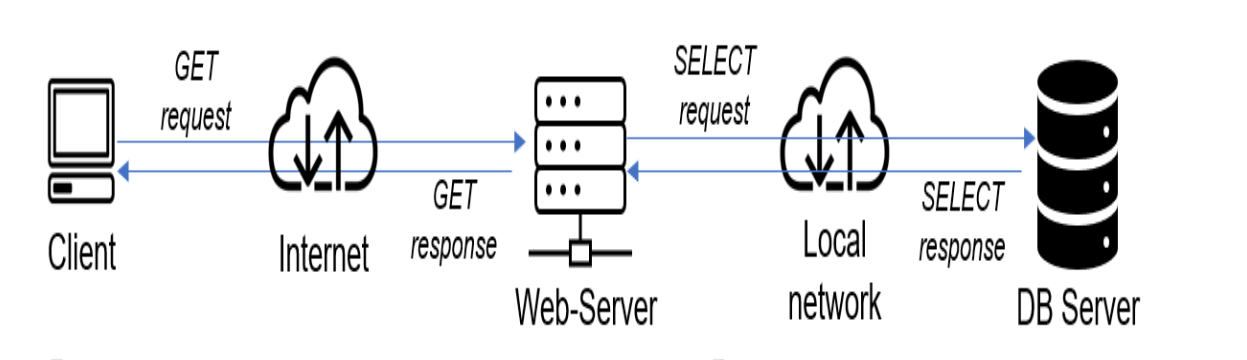 GET
request
SELECT
request
GET
response
SELECT
response
Client
Internet
Web-Server
Local
network
DB Server